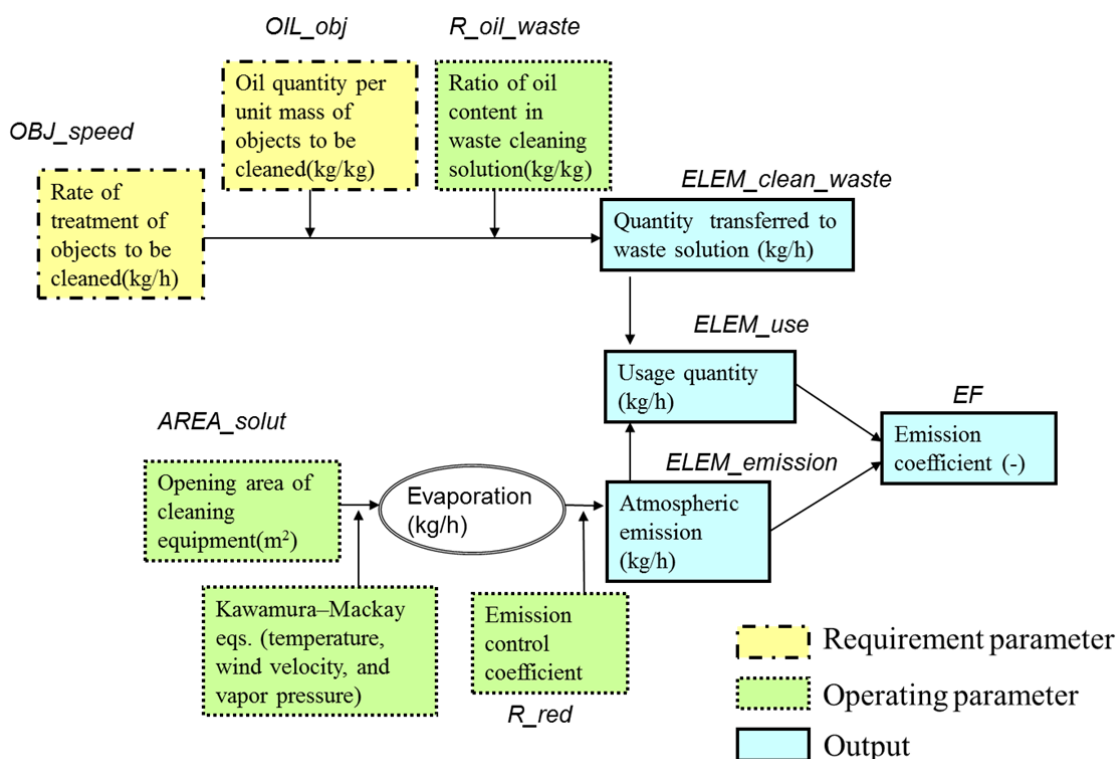 OIL_obj
R_oil_waste
Oil quantity per
unit mass of
objects to be
cleaned(kg/kg)
Ratio of oil
content in
waste cleaning
solution(kg/kg)
OBJ_speed
Rate of
treatment of
objects to be
cleaned(kg/h)
ELEM_clean_waste
Quantity transferred to
waste solution (kg/h)
ELEM_use
Usage quantity
(kg/h)
EF
Emission
coefficient (-)
AREA_solut
Opening area of
cleaning
equipment(m²)
Evaporation
(kg/h)
ELEM_emission
Atmospheric
emission
(kg/h)
Kawamura–Mackay
eqs. (temperature,
wind velocity, and
vapor pressure)
Emission
control
coefficient
R_red
Requirement parameter
Operating parameter
Output